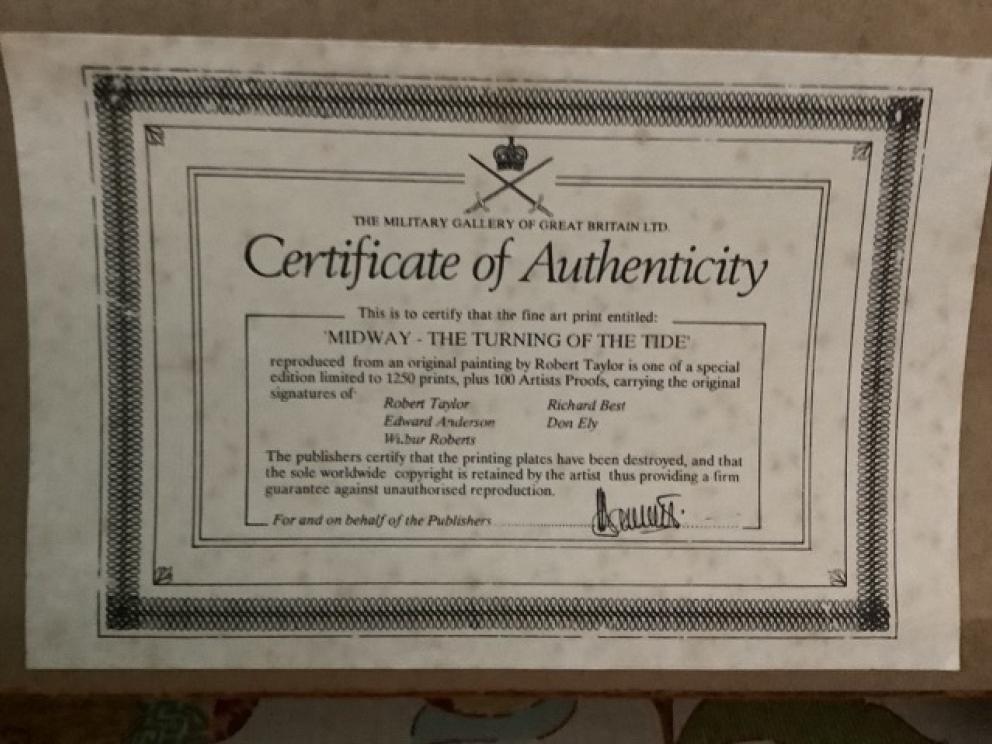 THE MILITARY GALLERY OF GREAT BRITAIN LTD.
Certificate of Authenticity
This is to certify that the fine art print entitled:
'MIDWAY - THE TURNING OF THE TIDE'
reproduced from an original painting by Robert Taylor is one of a special
edition limited to 1250 prints, plus 100 Artists Proofs, carrying the original
signatures of
Robert Taylor Richard Best
Edward Anderson Don Ely
Wilbur Roberts
The publishers certify that the printing plates have been destroyed, and that
the sole worldwide copyright is retained by the artist thus providing a firm
guarantee against unauthorised reproduction.
For and on behalf of the Publishers